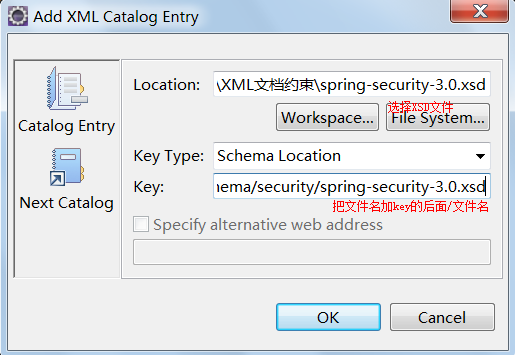 Add XML Catalog Entry
Catalog Entry
Next Catalog
Location: \XML文档约束\spring-security-3.0.xsd
选择XSD文件
Workspace... File System...
Key Type: Schema Location
Key: hema/security/spring-security-3.0.xsd
把文件名加key的后面/文件名
Specify alternative web address
OK Cancel